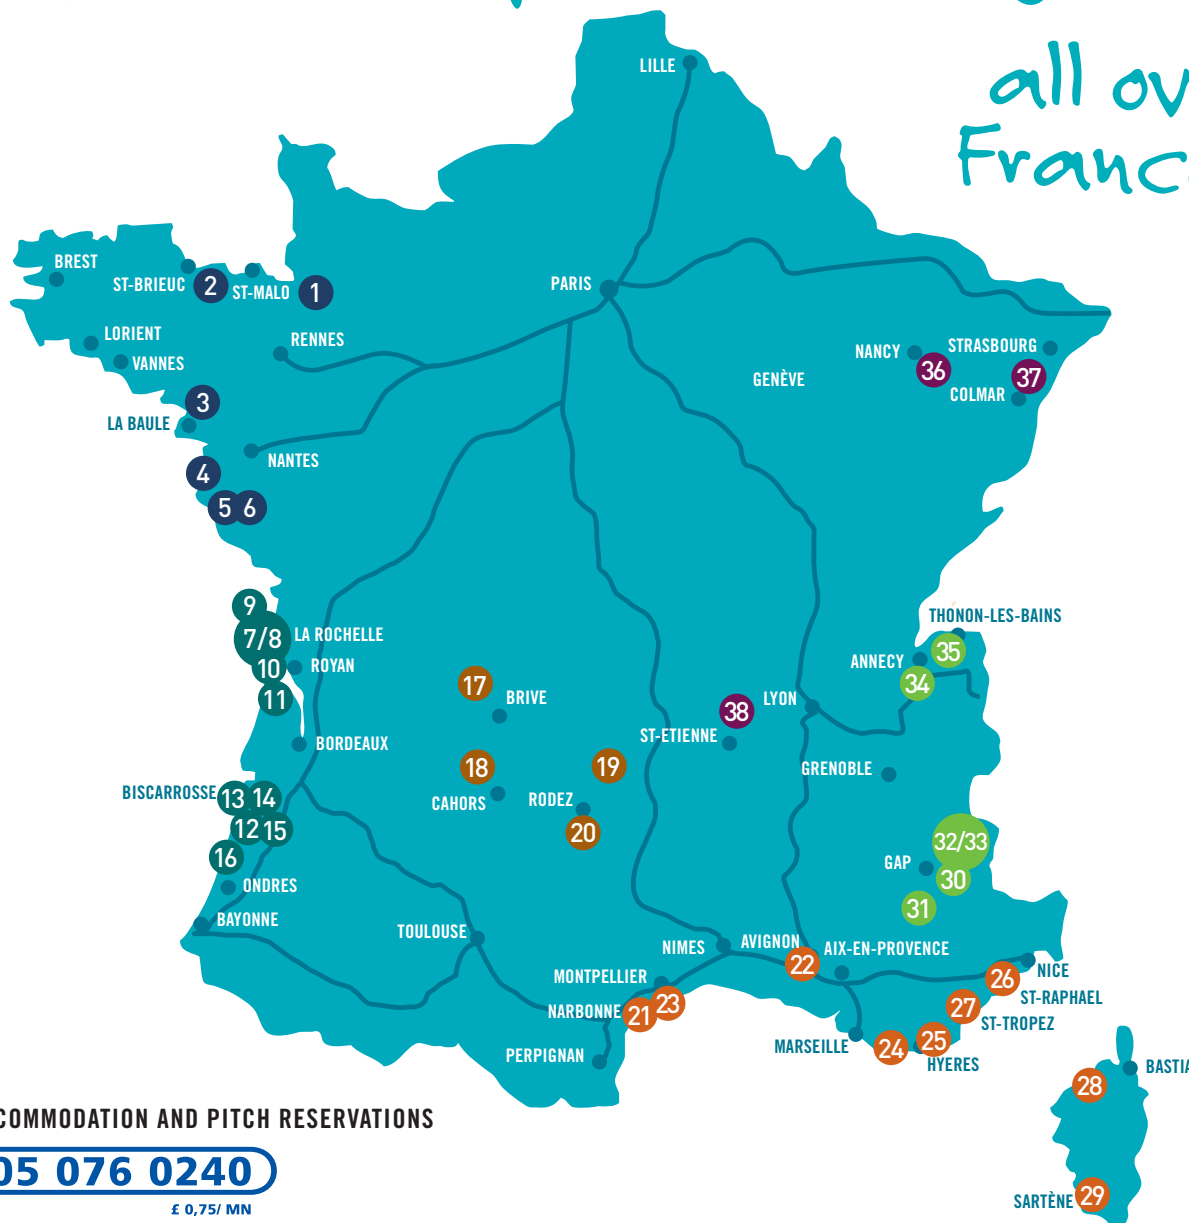 all ov
Franc
LILLE
BREST
ST-BRIEUC
2
ST-MALO
1
PARIS
LORIENT
RENNES
VANNES
NANCY
STRASBOURG
36
37
GENÈVE
COLMAR
3
LA BAULE
NANTES
4
5
6
9
THONON-LES-BAINS
7/8
LA ROCHELLE
10
ROYAN
ANNECY
35
34
11
17
BRIVE
38
LYON
BORDEAUX
ST-ETIENNE
18
19
GRENOBLE
BISCARROSSE
13
14
CAHORS
RODEZ
12
15
20
32/33
16
GAP
30
ONDRES
31
BAYONNE
TOULOUSE
NIMES
AVIGNON
AIX-EN-PROVENCE
22
MONTPELLIER
26
NICE
ST-RAPHAEL
NARBONNE
21
23
27
ST-TROPEZ
MARSEILLE
24
25
HYERES
PERPIGNAN
BASTIA
28
COMMODATION AND PITCH RESERVATIONS
05 076 0240
£ 0,75/ MN
SARTÈNE
29